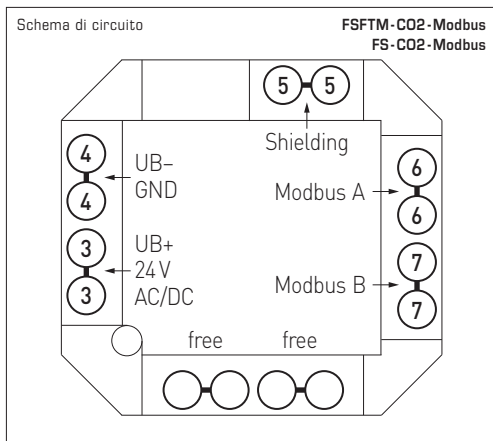 Schema di circuito
FSFTM-CO2-Modbus
FS-CO2-Modbus
5 5
Shielding
4
4
UB–
GND
3
3
UB+
24 V
AC/DC
Modbus A
6
6
Modbus B
7
7
free free